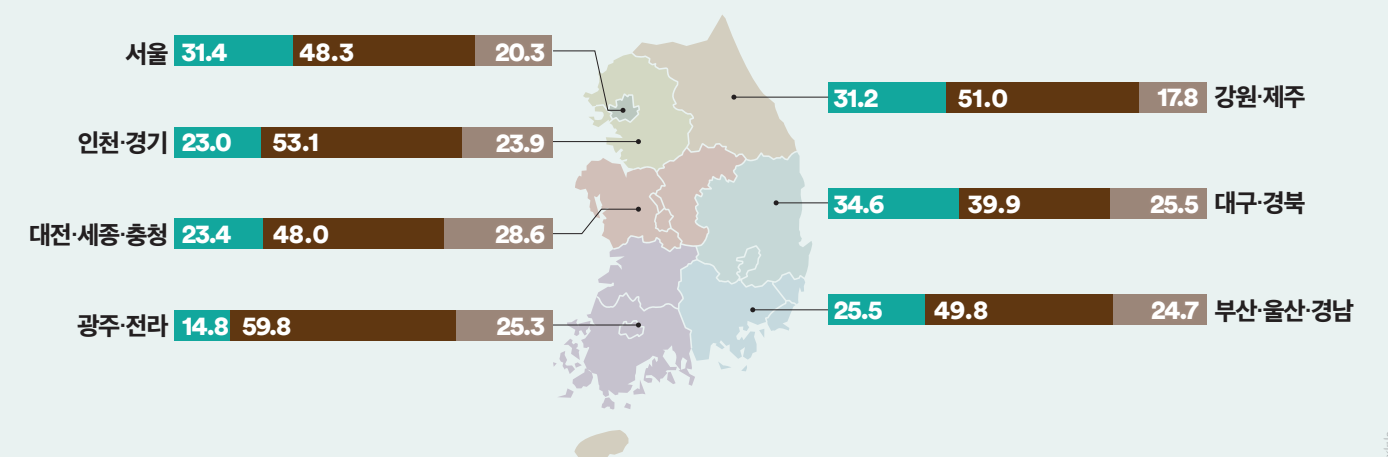 서울 31.4 48.3 20.3
인천·경기 23.0 53.1 23.9
대전·세종·충청 23.4 48.0 28.6
광주·전라 14.8 59.8 25.3
31.2 51.0 17.8 강원·제주
34.6 39.9 25.5 대구·경북
25.5 49.8 24.7 부산·울산·경남